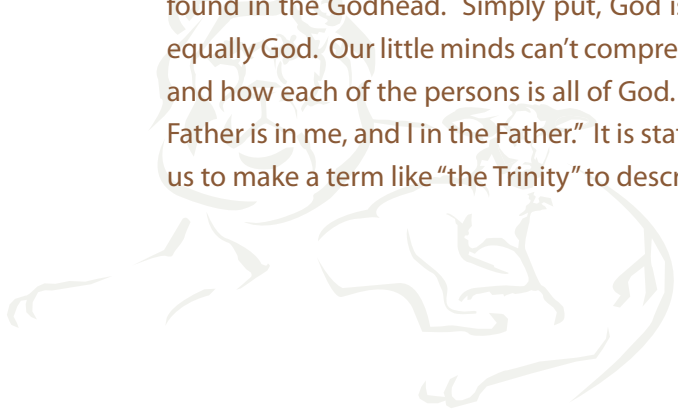 found in the Godhead. Simply put, God is
equally God. Our little minds can't compre
and how each of the persons is all of God.
Father is in me, and I in the Father." It is stat
us to make a term like "the Trinity" to descr